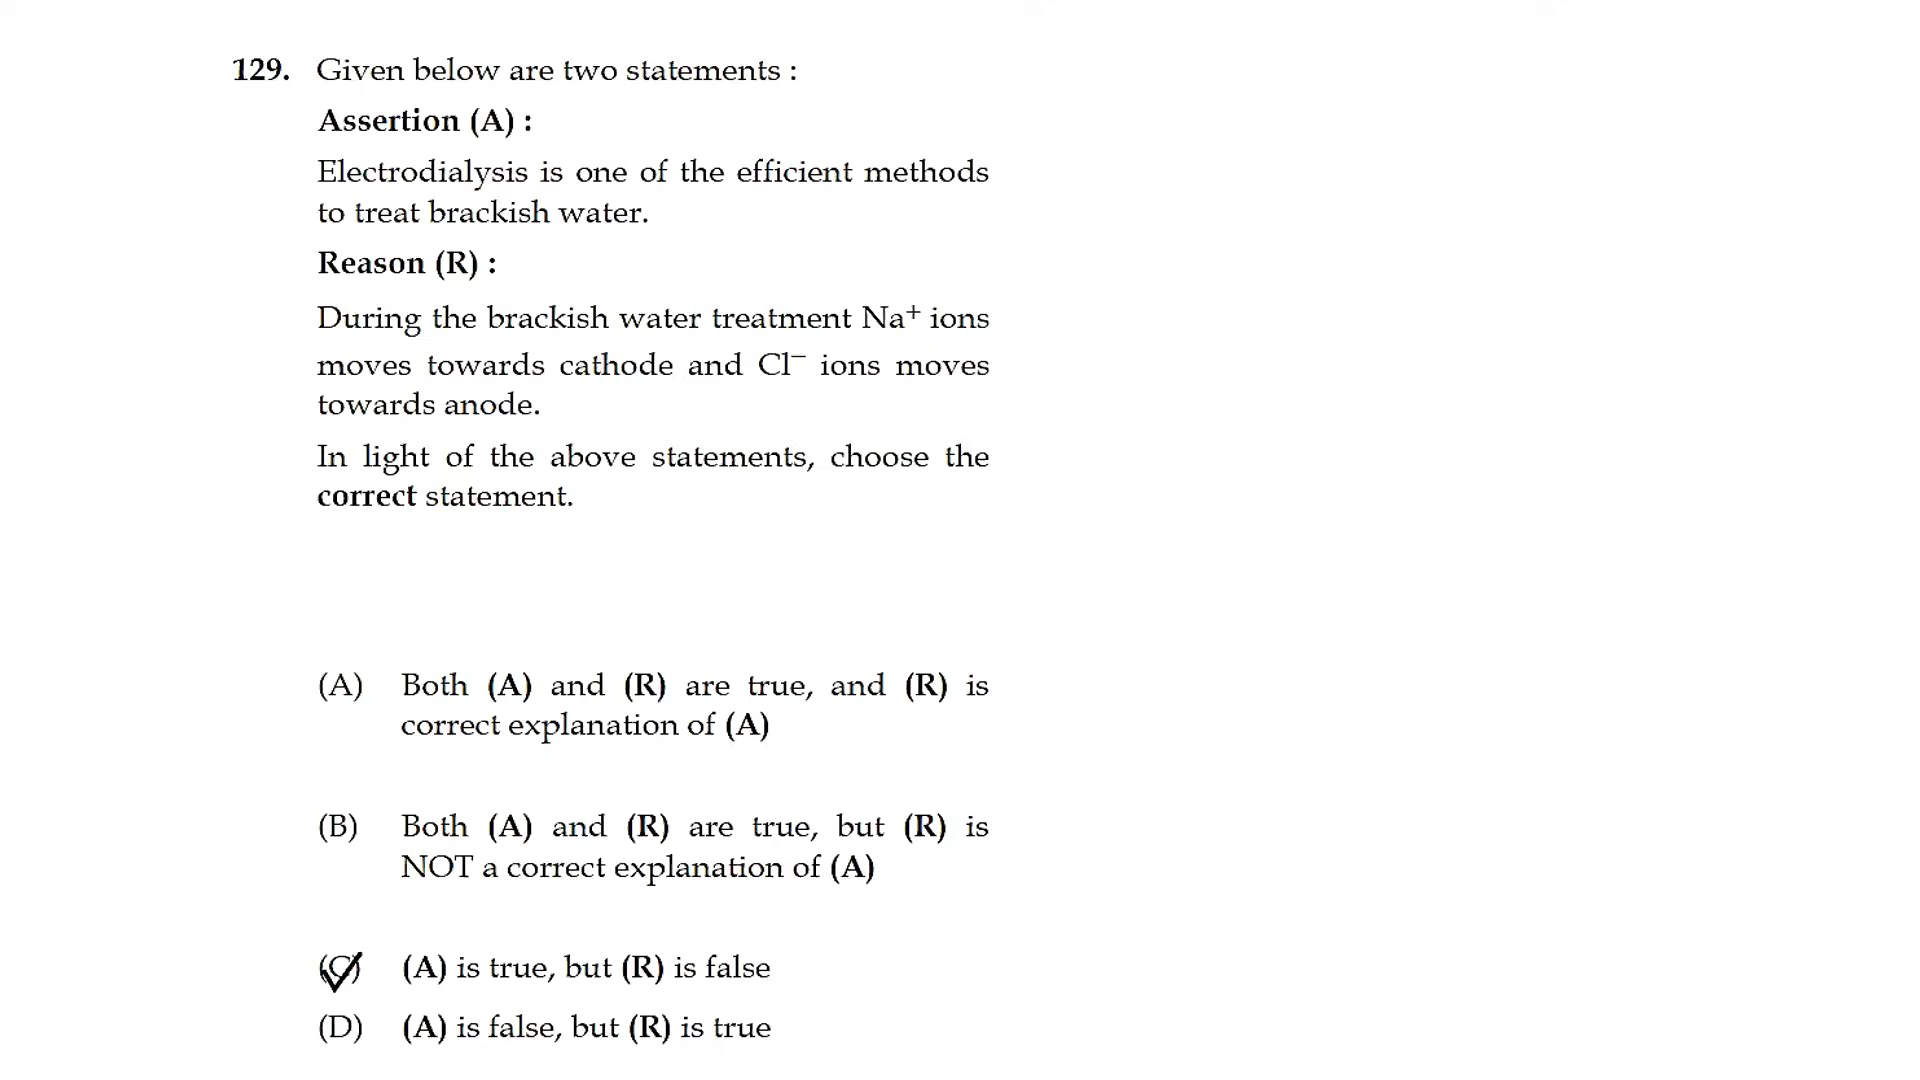 129. Given below are two statements :
Assertion (A) :
Electrodialysis is one of the efficient methods
to treat brackish water.
Reason (R) :
During the brackish water treatment Na⁺ ions
moves towards cathode and Cl⁻ ions moves
towards anode.
In light of the above statements, choose the
correct statement.
(A) Both (A) and (R) are true, and (R) is
correct explanation of (A)
(B) Both (A) and (R) are true, but (R) is
NOT a correct explanation of (A)
(C) (A) is true, but (R) is false
(D) (A) is false, but (R) is true